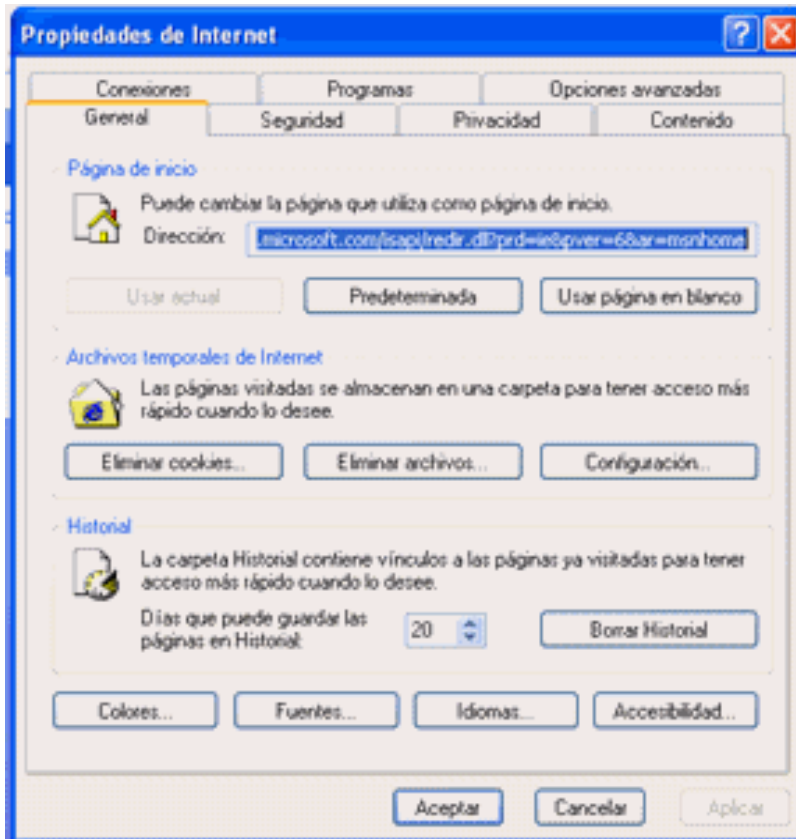 Propiedades de Internet
Conexiones Programas Opciones avanzadas
General Seguridad Privacidad Contenido
Página de inicio
Puede cambiar la página que utiliza como página de inicio.
Dirección: .microsoft.com/isapi/redir.dll?prd=ie&pver=6&ar=msnhome
Usar actual Predeterminada Usar página en blanco
Archivos temporales de Internet
Las páginas visitadas se almacenan en una carpeta para tener acceso más
rápido cuando lo desee.
Eliminar cookies... Eliminar archivos... Configuración...
Historial
La carpeta Historial contiene vínculos a las páginas ya visitadas para tener
acceso más rápido cuando lo desee.
Días que puede guardar las
páginas en Historial: 20 Borrar Historial
Colores... Fuentes... Idiomas... Accesibilidad...
Aceptar Cancelar Aplicar